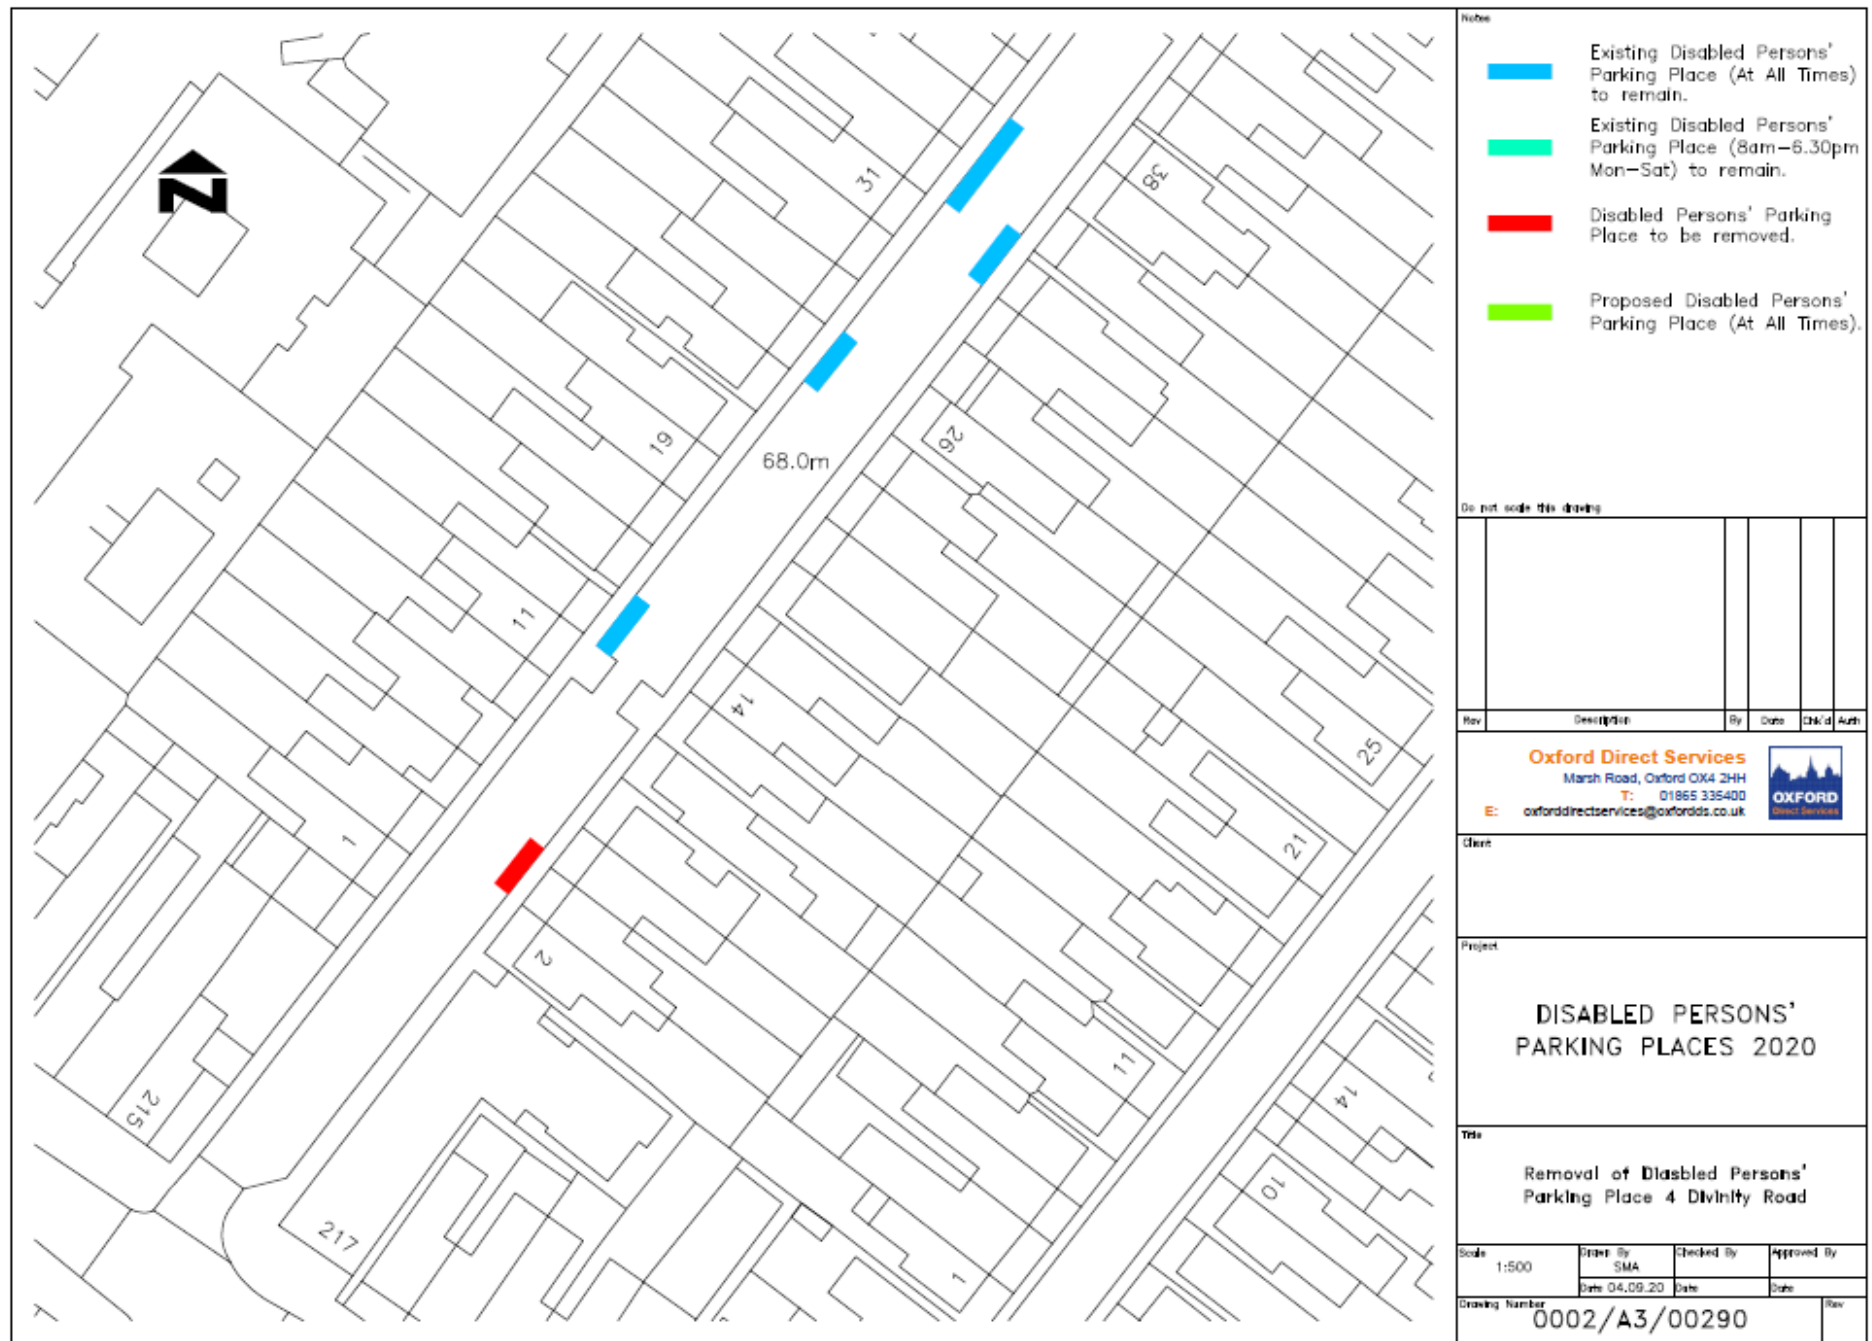 Notes
Existing Disabled Persons'
Parking Place (At All Times)
to remain.
Existing Disabled Persons'
Parking Place (8am-6.30pm
Mon-Sat) to remain.
Disabled Persons' Parking
Place to be removed.
Proposed Disabled Persons'
Parking Place (At All Times).
Do not scale this drawing
Rev Description By Date Chk'd Auth
Oxford Direct Services
Marsh Road, Oxford OX4 2HH
T: 01865 335400
E: oxforddirectservices@oxfordds.co.uk
OXFORD
Direct Services
Client
Project
DISABLED PERSONS'
PARKING PLACES 2020
Title
Removal of Diasbled Persons'
Parking Place 4 Divinity Road
Scale 1:500
Drawn By SMA
Checked By
Approved By
Date 04.09.20
Date
Date
Drawing Number 0002/A3/00290
Rev
N
31
38
19
26
68.0m
11
14
25
1
21
2
11
215
14
10
217
1